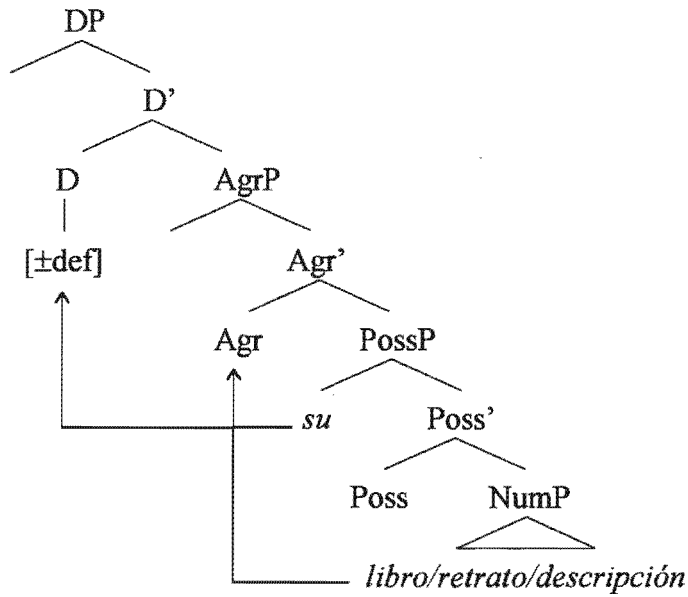 DP
D’
D AgrP
[±def] Agr’
Agr PossP
su Poss’
Poss NumP
libro/retrato/descripción